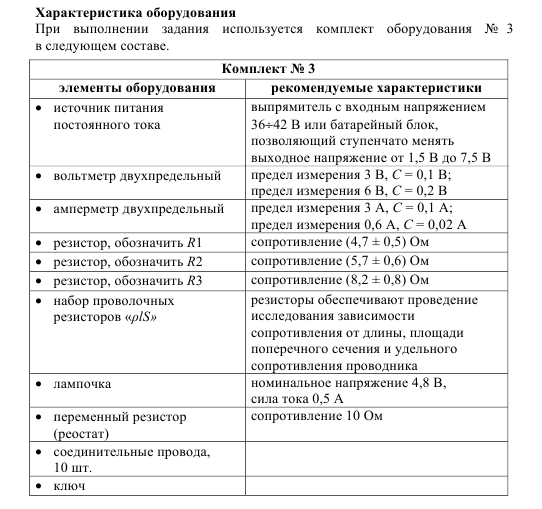 Характеристика оборудования
При выполнении задания используется комплект оборудования № 3
в следующем составе.
Комплект № 3
элементы оборудования
рекомендуемые характеристики
• источник питания
постоянного тока
выпрямитель с входным напряжением
36÷42 В или батарейный блок,
позволяющий ступенчато менять
выходное напряжение от 1,5 В до 7,5 В
• вольтметр двухпредельный
предел измерения 3 В, С = 0,1 В;
предел измерения 6 В, С = 0,2 В
• амперметр двухпредельный
предел измерения 3 А, С = 0,1 А;
предел измерения 0,6 А, С = 0,02 А
• резистор, обозначить R1
сопротивление (4,7 ± 0,5) Ом
• резистор, обозначить R2
сопротивление (5,7 ± 0,6) Ом
• резистор, обозначить R3
сопротивление (8,2 ± 0,8) Ом
• набор проволочных
резисторов «ρlS»
резисторы обеспечивают проведение
исследования зависимости
сопротивления от длины, площади
поперечного сечения и удельного
сопротивления проводника
• лампочка
номинальное напряжение 4,8 В,
сила тока 0,5 А
• переменный резистор
(реостат)
сопротивление 10 Ом
• соединительные провода,
10 шт.
• ключ